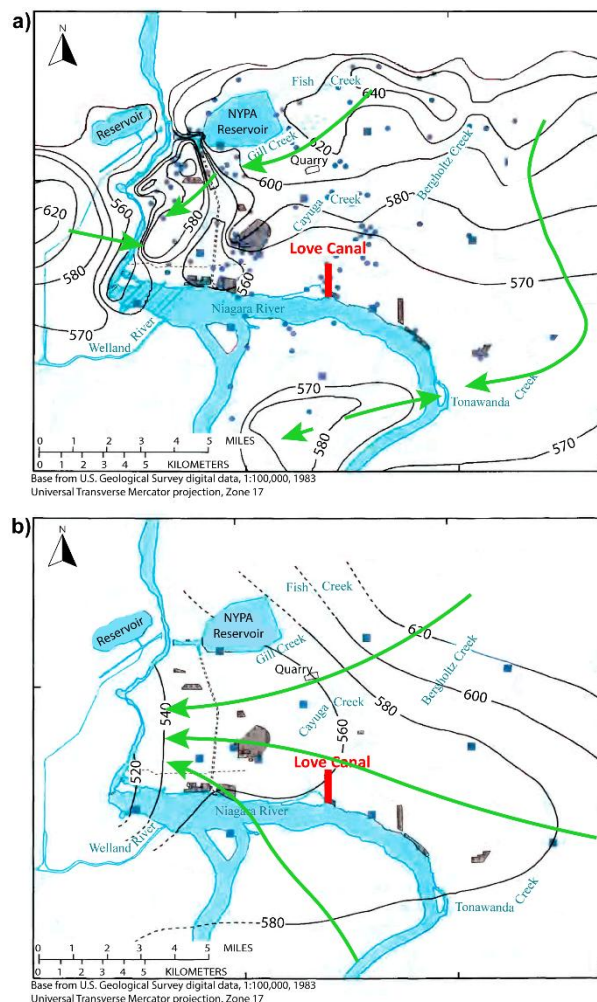 a)
N
Fish Creek
640
Reservoir
NYPA
Reservoir
620
Gill Creek
Quarry
600
Bergholtz Creek
620
560
580
Cayuga Creek
580
580
Love Canal
570
560
570
Niagara River
Welland River
570
580
Tonawanda Creek
570
0 1 2 3 4 5 MILES
0 1 2 3 4 5 KILOMETERS
Base from U.S. Geological Survey digital data, 1:100,000, 1983
Universal Transverse Mercator projection, Zone 17
b)
N
Fish Creek
620
Reservoir
NYPA
Reservoir
Gill Creek
Bergholtz Creek
Quarry
600
Cayuga Creek
580
540
560
520
Love Canal
Niagara River
Welland River
Tonawanda Creek
580
0 1 2 3 4 5 MILES
0 1 2 3 4 5 KILOMETERS
Base from U.S. Geological Survey digital data, 1:100,000, 1983
Universal Transverse Mercator projection, Zone 17